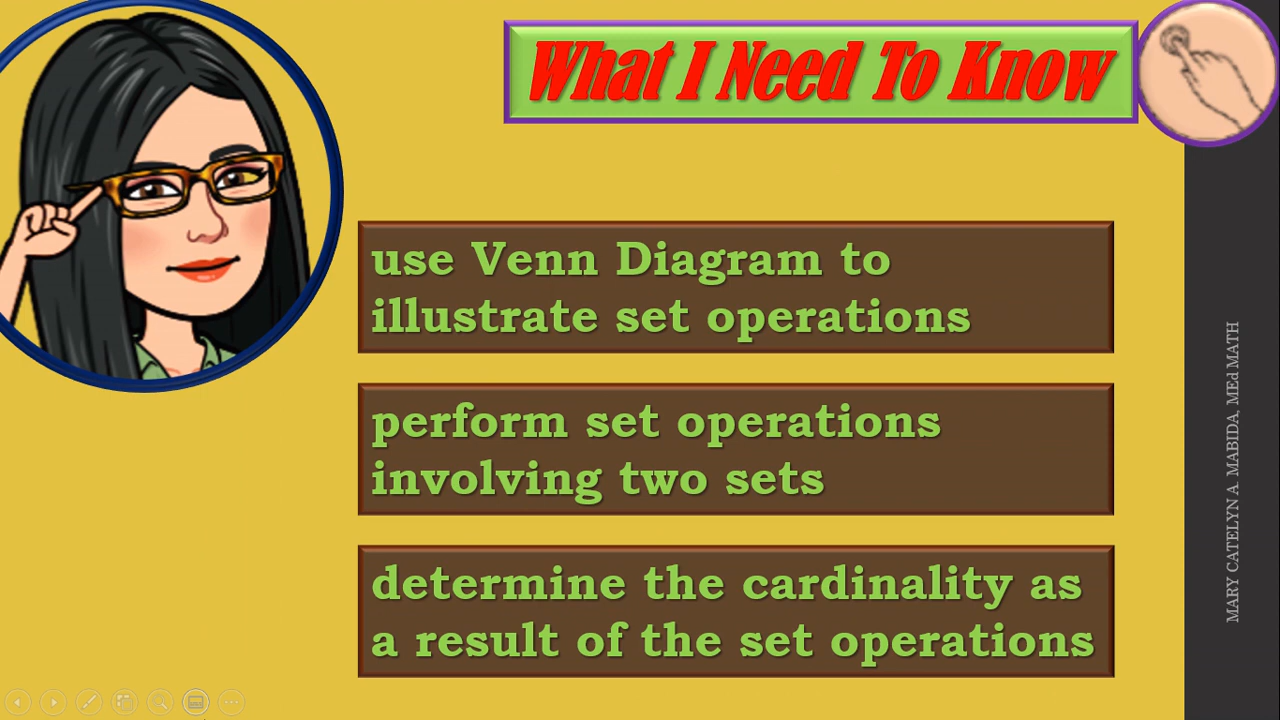 What I Need To Know
use Venn Diagram to
illustrate set operations
perform set operations
involving two sets
determine the cardinality as
a result of the set operations
MARY CATELYN A. MABIDA, MEd MATH